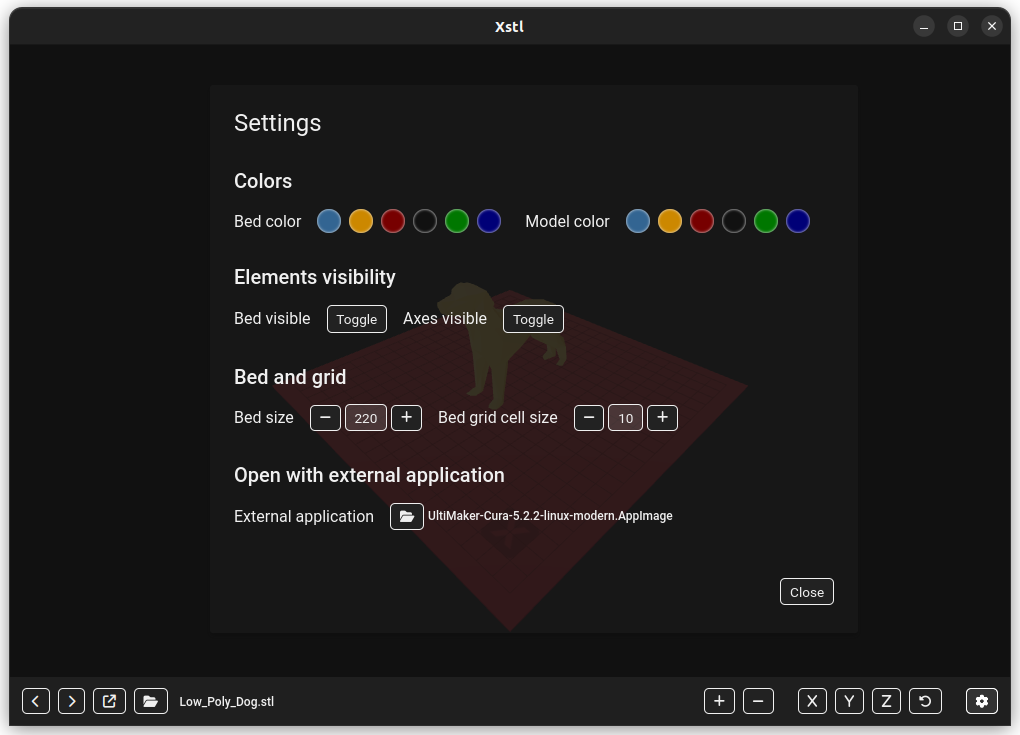 Xstl
Settings
Colors
Bed color Model color
Elements visibility
Bed visible Toggle Axes visible Toggle
Bed and grid
Bed size − 220 + Bed grid cell size − 10 +
Open with external application
External application UltiMaker-Cura-5.2.2-linux-modern.AppImage
Close
Low_Poly_Dog.stl + − X Y Z